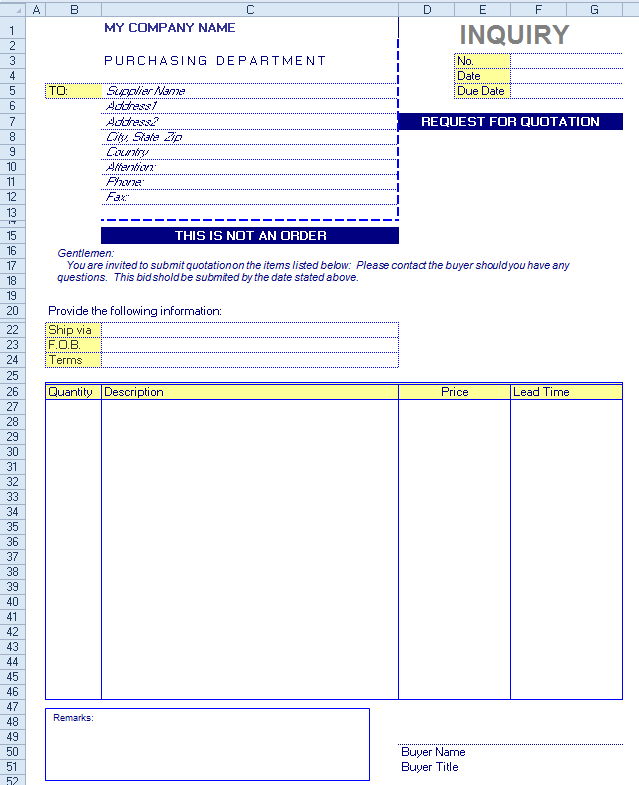 A B C D E F G
1 MY COMPANY NAME INQUIRY
2
3 PURCHASING DEPARTMENT No.
4 Date
5 TO: Supplier Name Due Date
6 Address1
7 Address2 REQUEST FOR QUOTATION
8 City, State Zip
9 Country
10 Attention:
11 Phone:
12 Fax:
13
14
15 THIS IS NOT AN ORDER
16 Gentlemen:
17 You are invited to submit quotation on the items listed below: Please contact the buyer should you have any
18 questions. This bid sholde be submited by the date stated above.
19
20 Provide the following information:
22 Ship via
23 F.O.B.
24 Terms
25
26 Quantity Description Price Lead Time
27
28
29
30
31
32
33
34
35
36
37
38
39
40
41
42
43
44
45
46
47
48 Remarks:
49
50 Buyer Name
51 Buyer Title
52